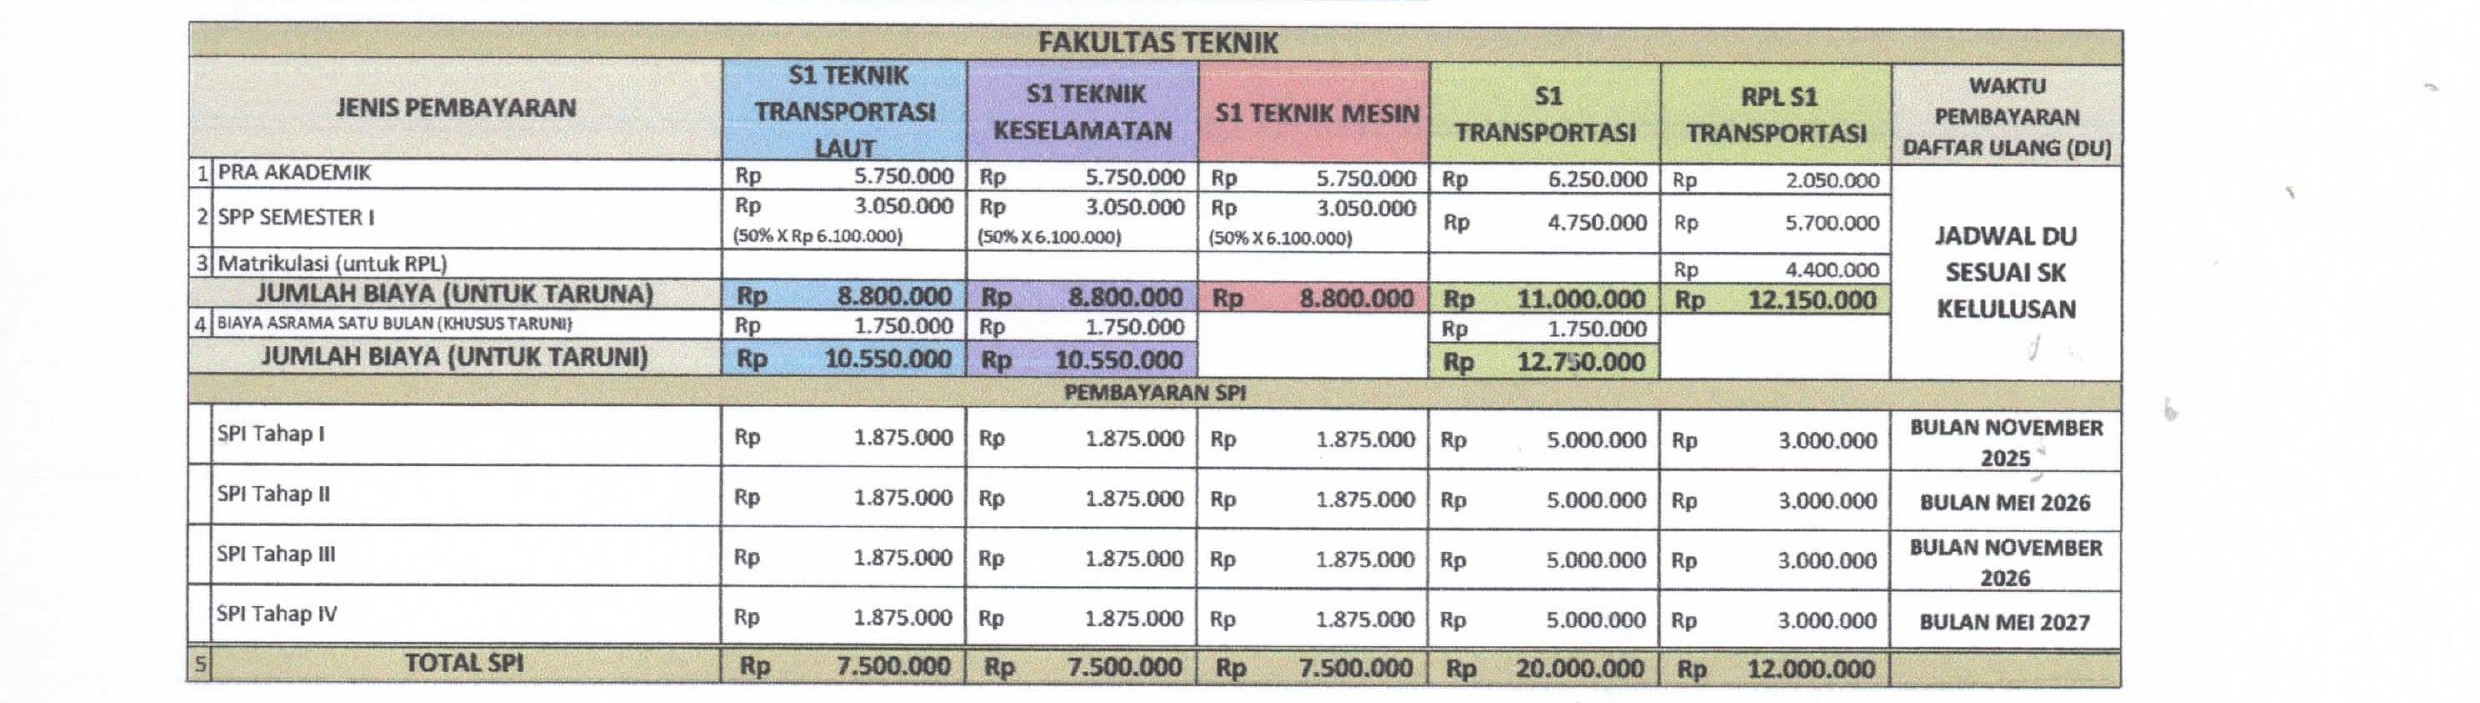 FAKULTAS TEKNIK
JENIS PEMBAYARAN
S1 TEKNIK
TRANSPORTASI
LAUT
S1 TEKNIK
KESELAMATAN
S1 TEKNIK MESIN
S1
TRANSPORTASI
RPL S1
TRANSPORTASI
WAKTU
PEMBAYARAN
DAFTAR ULANG (DU)
1 PRA AKADEMIK Rp 5.750.000 Rp 5.750.000 Rp 5.750.000 Rp 6.250.000 Rp 2.050.000
2 SPP SEMESTER I Rp 3.050.000 Rp 3.050.000 Rp 3.050.000 Rp 4.750.000 Rp 5.700.000
(50% X Rp 6.100.000) (50% X 6.100.000) (50% X 6.100.000)
3 Matrikulasi (untuk RPL) Rp 4.400.000
JUMLAH BIAYA (UNTUK TARUNA) Rp 8.800.000 Rp 8.800.000 Rp 8.800.000 Rp 11.000.000 Rp 12.150.000
4 BIAYA ASRAMA SATU BULAN (KHUSUS TARUNI) Rp 1.750.000 Rp 1.750.000 Rp 1.750.000
JUMLAH BIAYA (UNTUK TARUNI) Rp 10.550.000 Rp 10.550.000 Rp 12.750.000
JADWAL DU
SESUAI SK
KELULUSAN
PEMBAYARAN SPI
SPI Tahap I Rp 1.875.000 Rp 1.875.000 Rp 1.875.000 Rp 5.000.000 Rp 3.000.000
BULAN NOVEMBER
2025
SPI Tahap II Rp 1.875.000 Rp 1.875.000 Rp 1.875.000 Rp 5.000.000 Rp 3.000.000 BULAN MEI 2026
SPI Tahap III Rp 1.875.000 Rp 1.875.000 Rp 1.875.000 Rp 5.000.000 Rp 3.000.000
BULAN NOVEMBER
2026
SPI Tahap IV Rp 1.875.000 Rp 1.875.000 Rp 1.875.000 Rp 5.000.000 Rp 3.000.000 BULAN MEI 2027
5 TOTAL SPI Rp 7.500.000 Rp 7.500.000 Rp 7.500.000 Rp 20.000.000 Rp 12.000.000